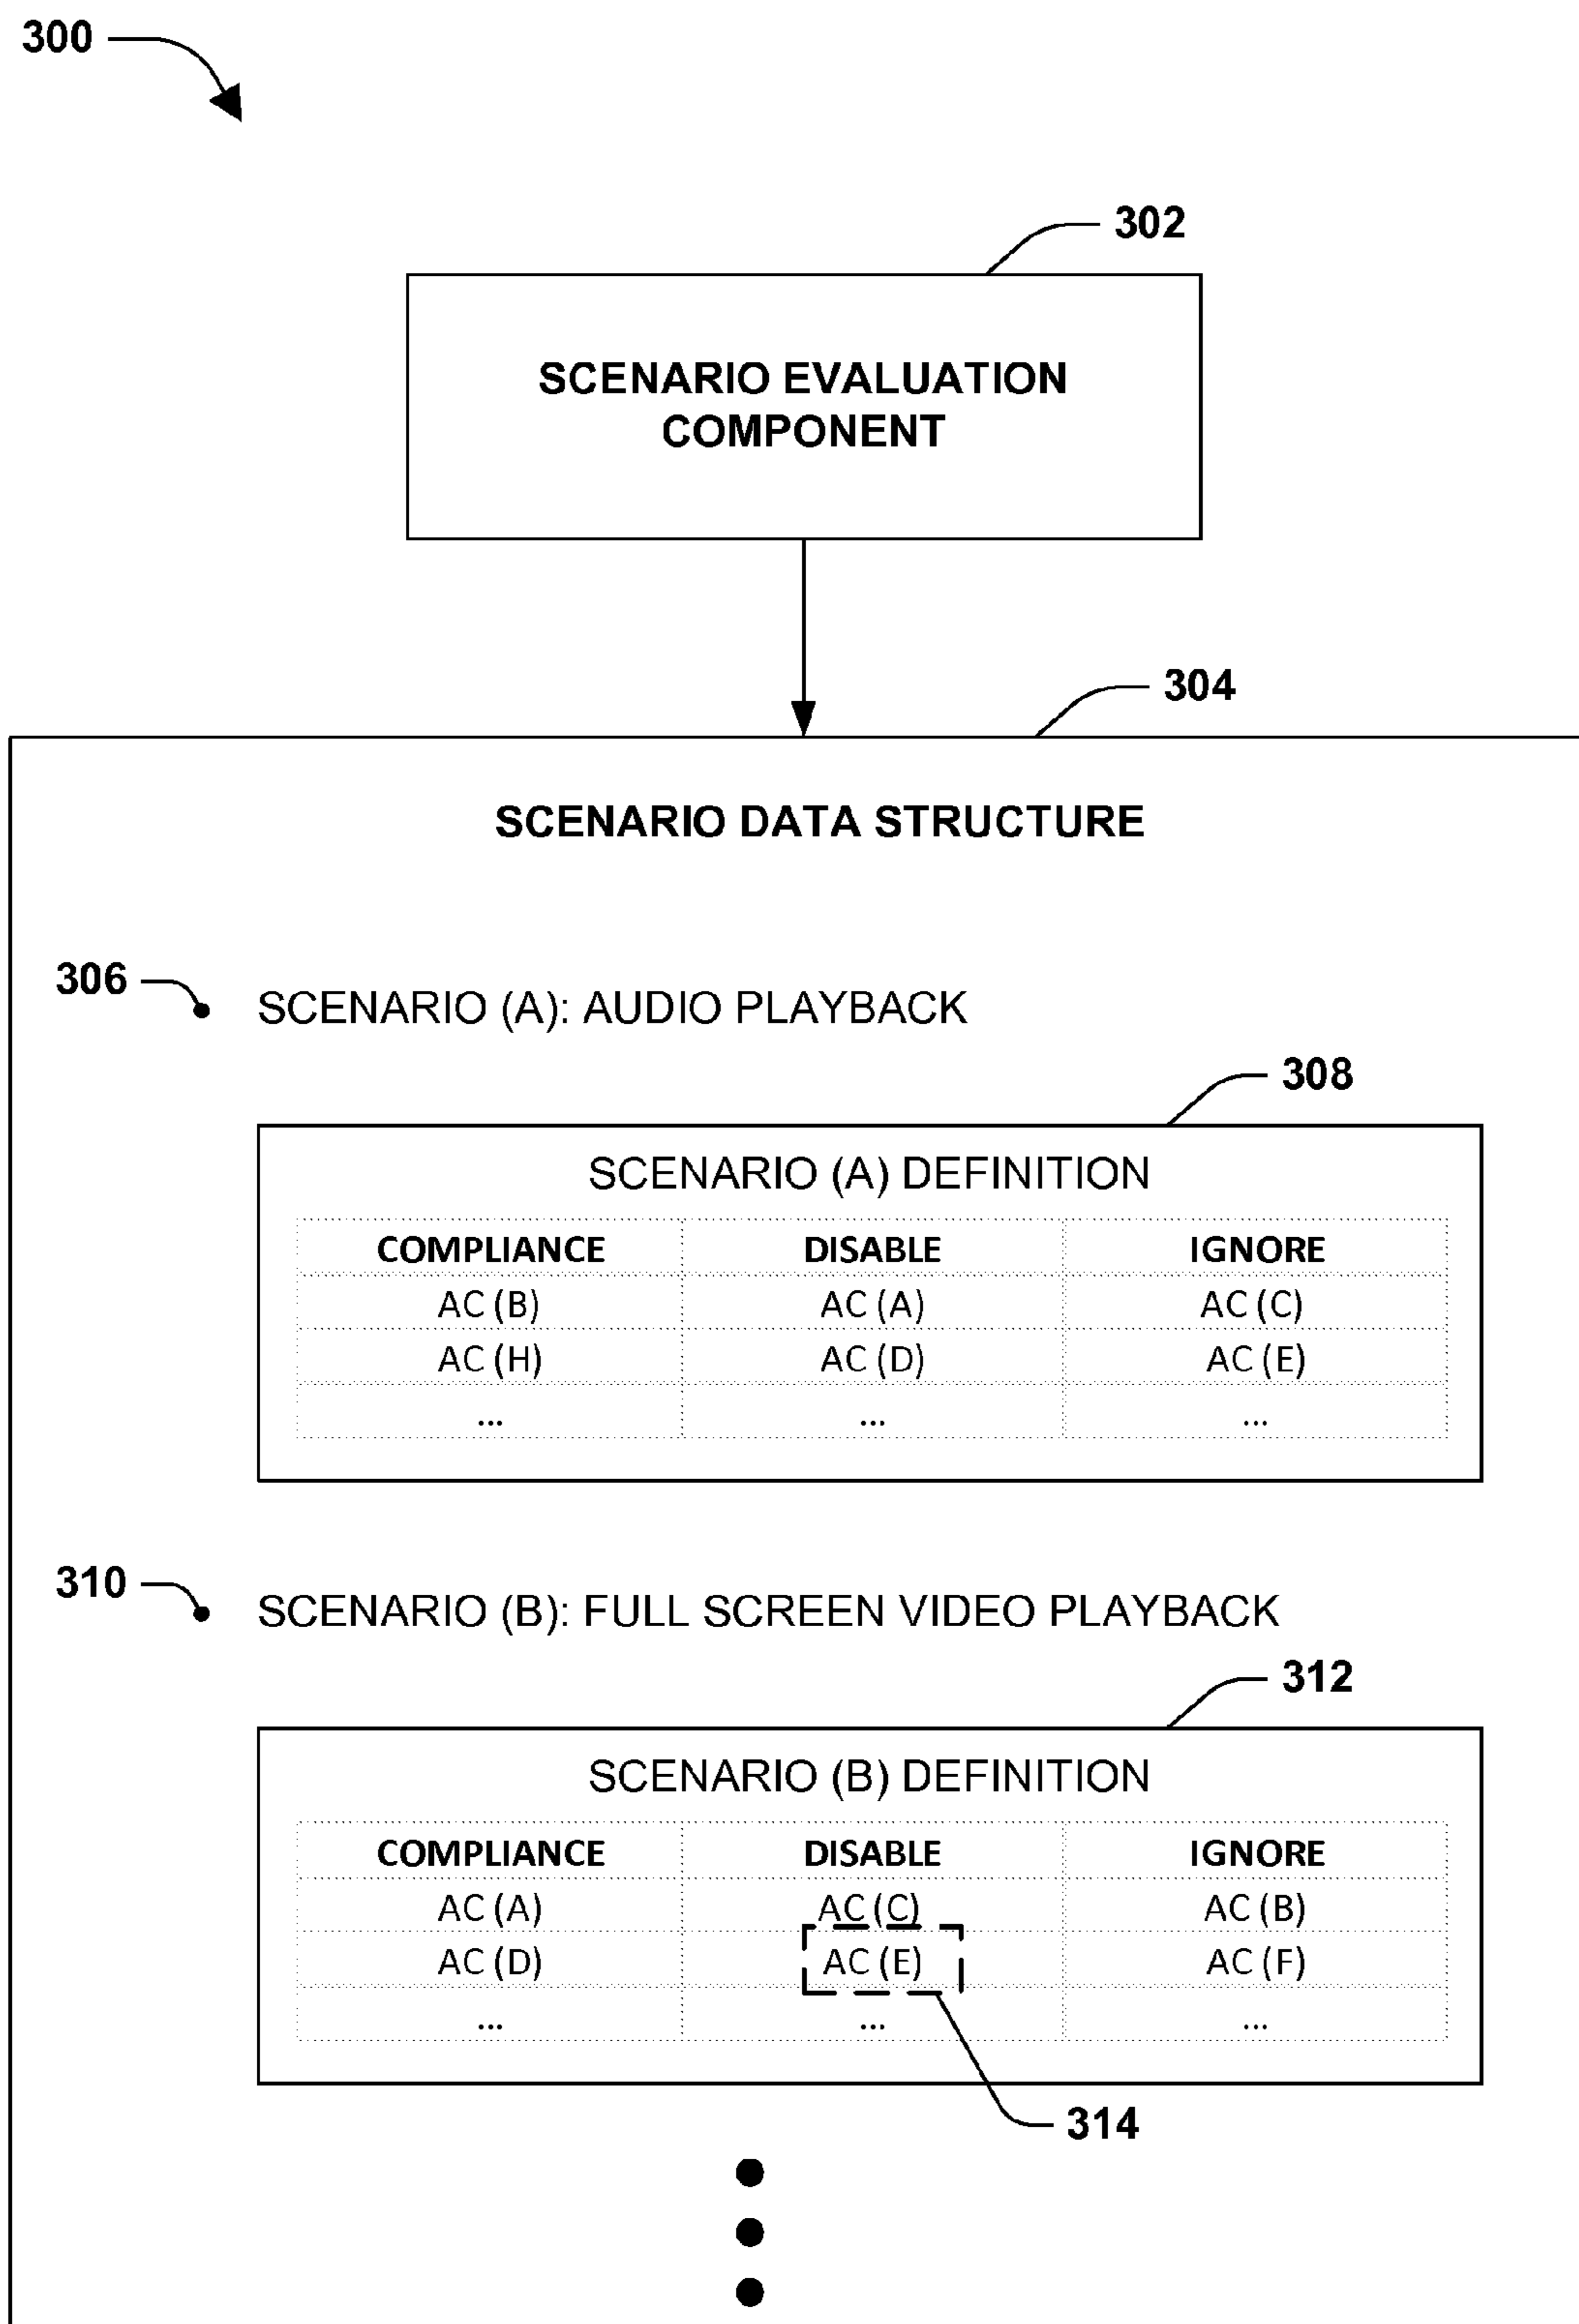 300
302
SCENARIO EVALUATION
COMPONENT
304
SCENARIO DATA STRUCTURE
306
SCENARIO (A): AUDIO PLAYBACK
308
SCENARIO (A) DEFINITION
COMPLIANCE DISABLE IGNORE
AC (B) AC (A) AC (C)
AC (H) AC (D) AC (E)
... ... ...
310
SCENARIO (B): FULL SCREEN VIDEO PLAYBACK
312
SCENARIO (B) DEFINITION
COMPLIANCE DISABLE IGNORE
AC (A) AC (C) AC (B)
AC (D) AC (E) AC (F)
... ... ...
314